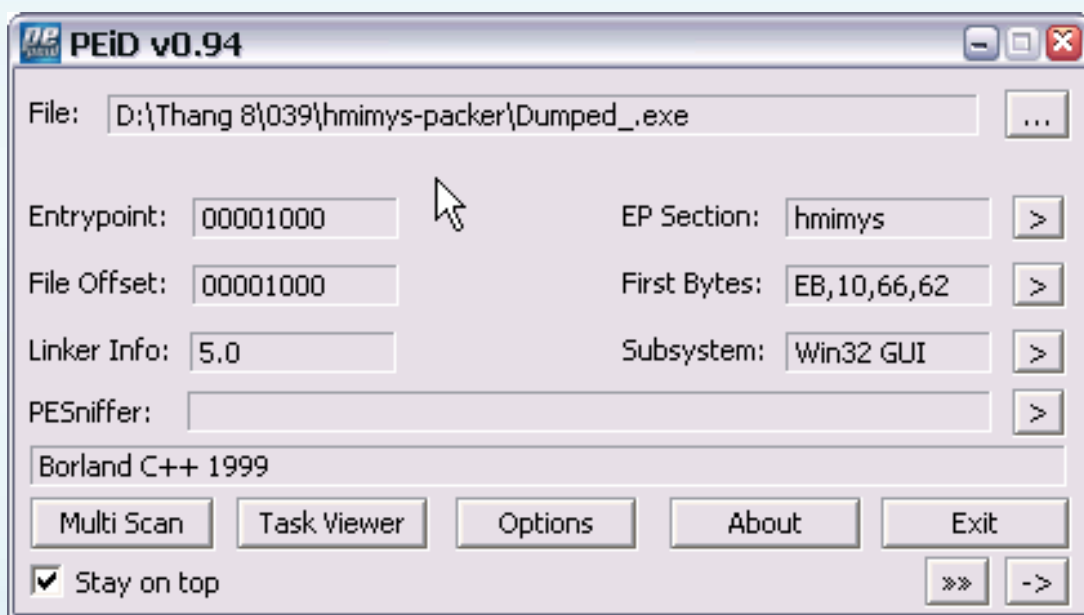 PEiD v0.94
File: D:\Thang 8\039\hmimys-packer\Dumped_.exe ...
Entrypoint: 00001000 EP Section: hmimys >
File Offset: 00001000 First Bytes: EB,10,66,62 >
Linker Info: 5.0 Subsystem: Win32 GUI >
PESniffer: >
Borland C++ 1999
Multi Scan Task Viewer Options About Exit
Stay on top »» ->